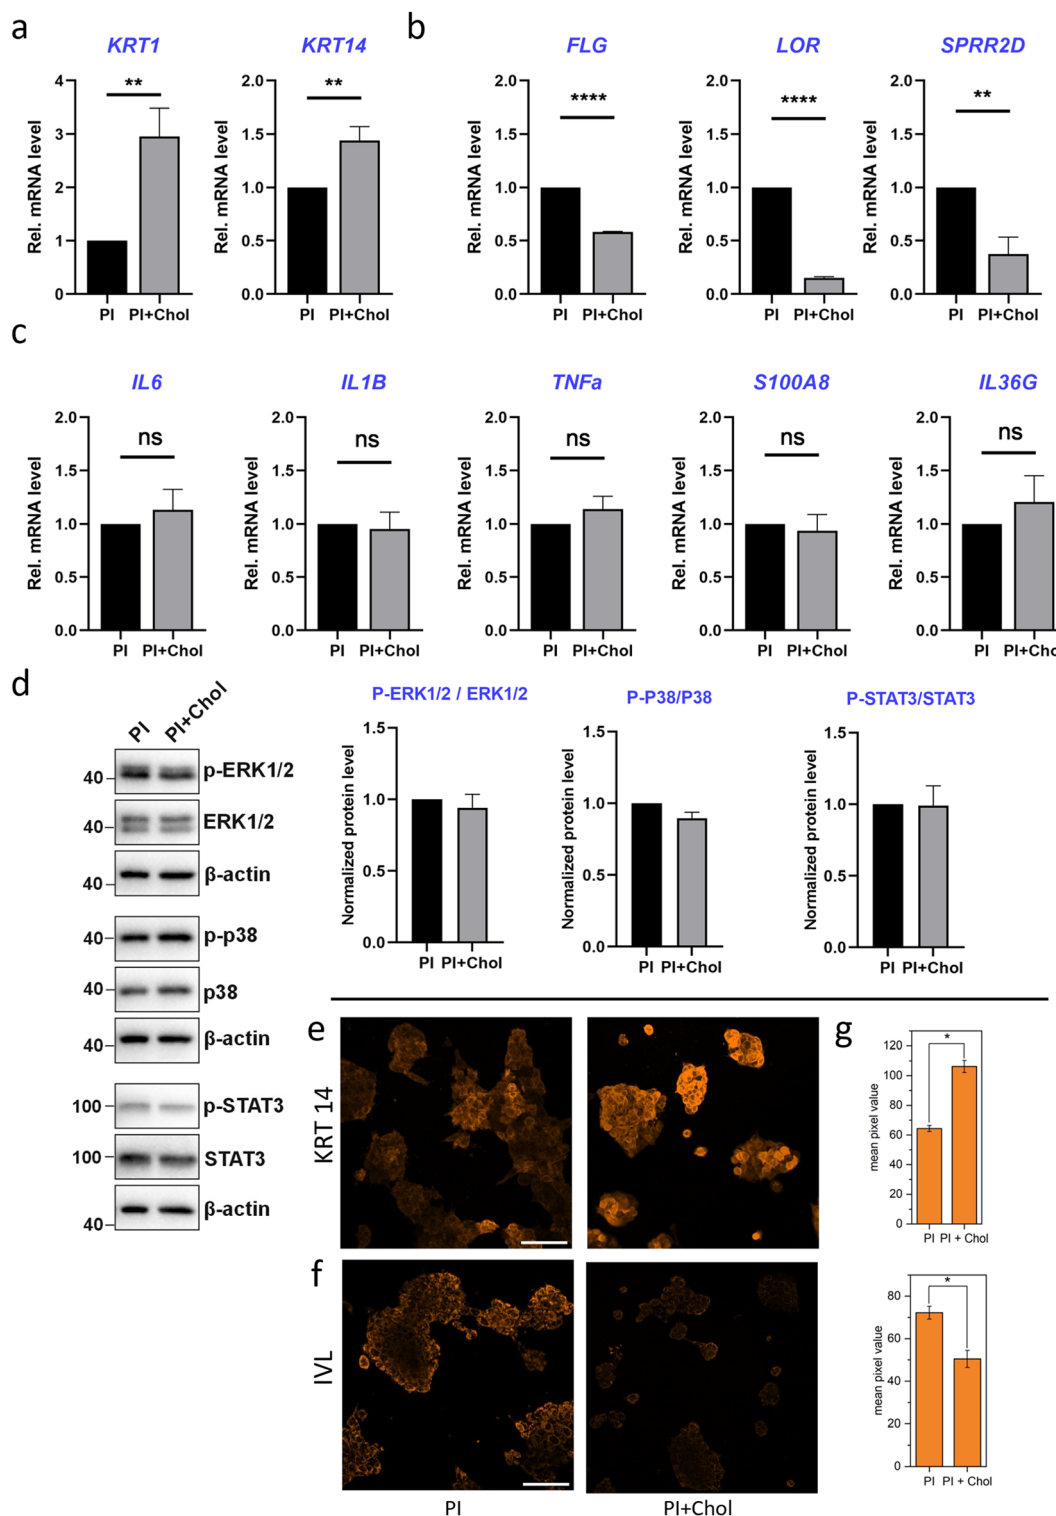 a
KRT1
KRT14
b
FLG
LOR
SPRR2D
Rel. mRNA level
4
3
2
1
0
**
PI PI+Chol
Rel. mRNA level
2.0
1.5
1.0
0.5
0.0
**
PI PI+Chol
Rel. mRNA level
2.0
1.5
1.0
0.5
0.0
****
PI PI+Chol
Rel. mRNA level
2.0
1.5
1.0
0.5
0.0
****
PI PI+Chol
Rel. mRNA level
2.0
1.5
1.0
0.5
0.0
**
PI PI+Chol
c
IL6
IL1B
TNFa
S100A8
IL36G
Rel. mRNA level
2.0
1.5
1.0
0.5
0.0
ns
PI PI+Chol
Rel. mRNA level
2.0
1.5
1.0
0.5
0.0
ns
PI PI+Chol
Rel. mRNA level
2.0
1.5
1.0
0.5
0.0
ns
PI PI+Chol
Rel. mRNA level
2.0
1.5
1.0
0.5
0.0
ns
PI PI+Chol
Rel. mRNA level
2.0
1.5
1.0
0.5
0.0
ns
PI PI+Cho
d
PI PI+Chol
40 p-ERK1/2
40 ERK1/2
40 β-actin
40 p-p38
40 p38
40 β-actin
100 p-STAT3
100 STAT3
40 β-actin
P-ERK1/2 / ERK1/2
Normalized protein level
1.5
1.0
0.5
0.0
PI PI+Chol
P-P38/P38
Normalized protein level
1.5
1.0
0.5
0.0
PI PI+Chol
P-STAT3/STAT3
Normalized protein level
1.5
1.0
0.5
0.0
PI PI+Chol
e
KRT 14
f
IVL
PI
PI+Chol
g
mean pixel value
120
100
80
60
40
20
0
*
PI PI + Chol
mean pixel value
80
60
40
20
0
*
PI PI + Chol